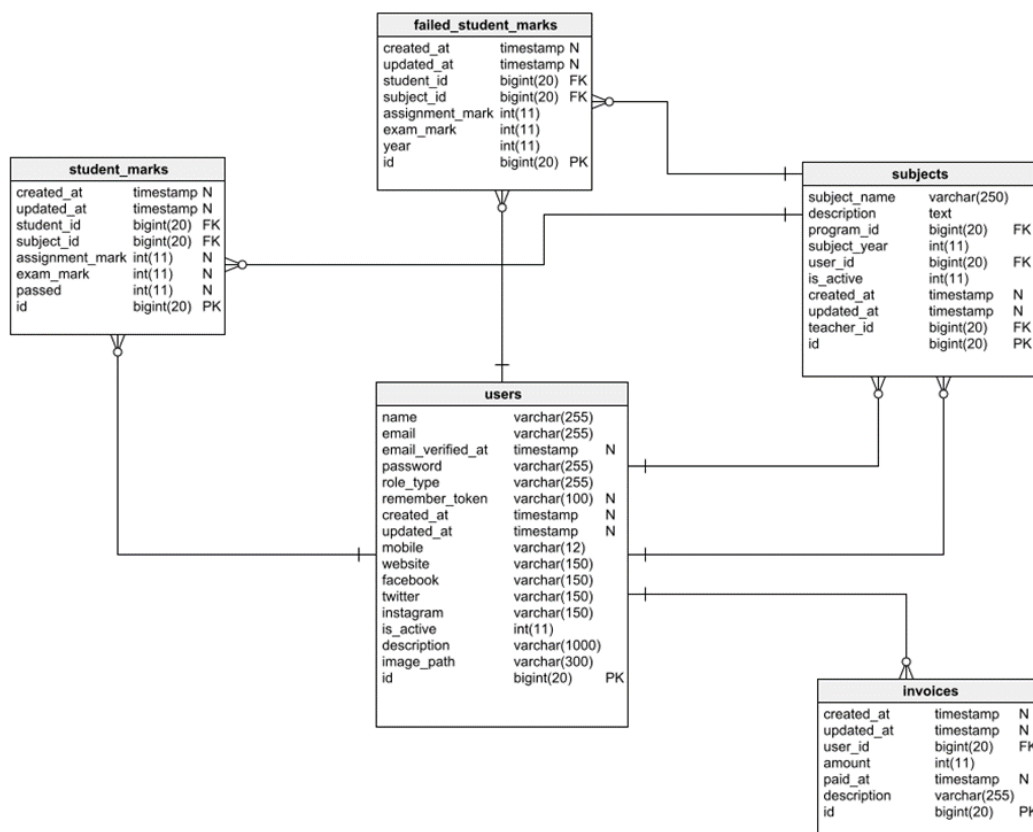 failed_student_marks
created_at timestamp N
updated_at timestamp N
student_id bigint(20) FK
subject_id bigint(20) FK
assignment_mark int(11)
exam_mark int(11)
year int(11)
id bigint(20) PK
student_marks
created_at timestamp N
updated_at timestamp N
student_id bigint(20) FK
subject_id bigint(20) FK
assignment_mark int(11) N
exam_mark int(11) N
passed int(11) N
id bigint(20) PK
subjects
subject_name varchar(250)
description text
program_id bigint(20) FK
subject_year int(11)
user_id bigint(20) FK
is_active int(11)
created_at timestamp N
updated_at timestamp N
teacher_id bigint(20) FK
id bigint(20) PK
users
name varchar(255)
email varchar(255)
email_verified_at timestamp N
password varchar(255)
role_type varchar(255)
remember_token varchar(100) N
created_at timestamp N
updated_at timestamp N
mobile varchar(12)
website varchar(150)
facebook varchar(150)
twitter varchar(150)
instagram varchar(150)
is_active int(11)
description varchar(1000)
image_path varchar(300)
id bigint(20) PK
invoices
created_at timestamp N
updated_at timestamp N
user_id bigint(20) FK
amount int(11)
paid_at timestamp N
description varchar(255)
id bigint(20) PK